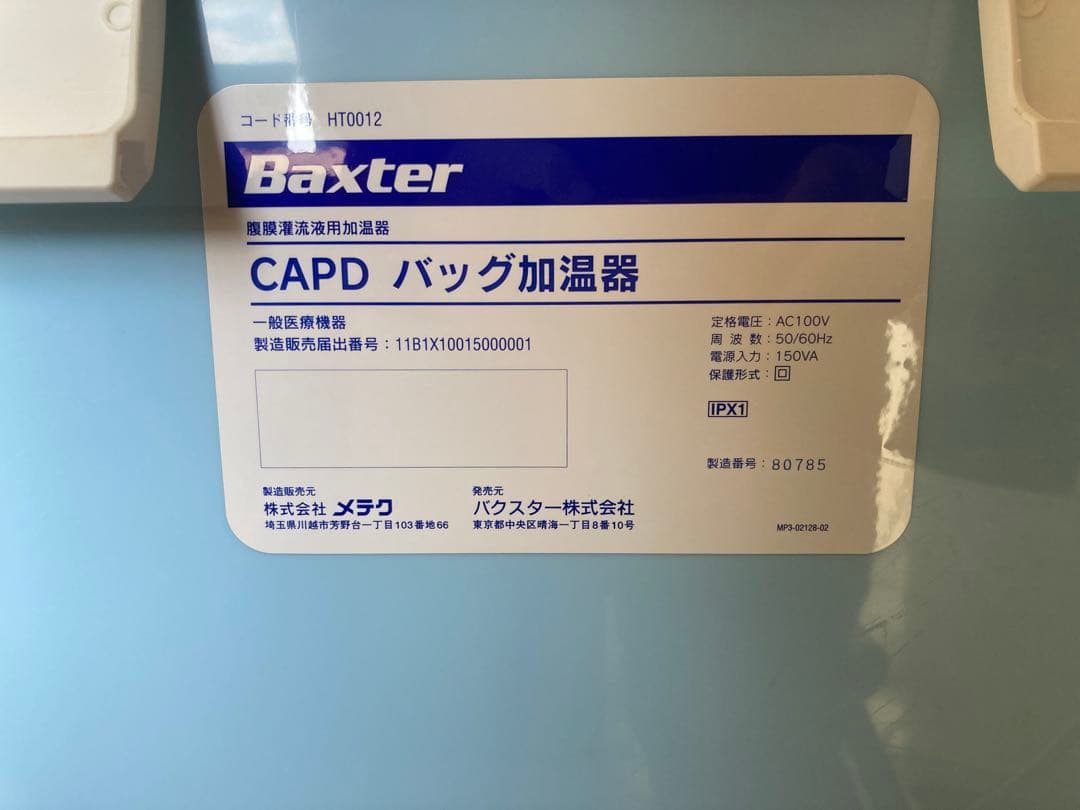 コード番号 HT0012
Baxter
腹膜灌流液用加温器
CAPD バッグ加温器
一般医療機器
製造販売届出番号：11B1X10015000001
定格電圧：AC100V
周波数：50/60Hz
電源入力：150VA
保護形式：回
IPX1
製造番号：80785
製造販売元
株式会社 メテク
埼玉県川越市芳野台一丁目103番地66
発売元
バクスター株式会社
東京都中央区晴海一丁目8番10号
MP3-02128-02